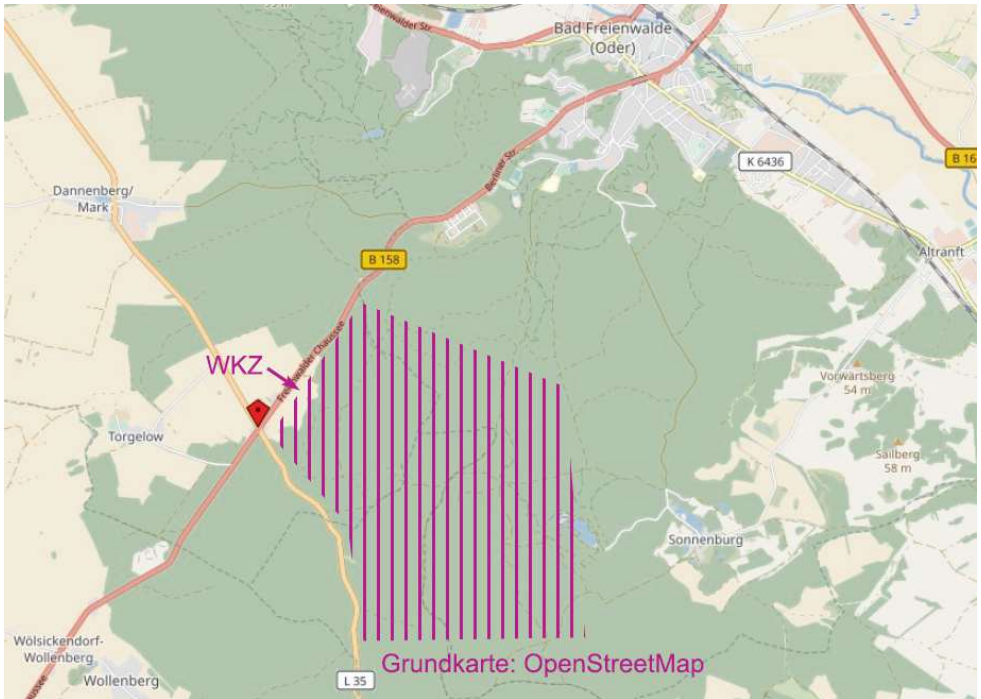 Freienwalder Str.
Bad Freienwalde
(Oder)
K 6436
B 16
Berliner Str.
Dannenberg/
Mark
Altranft
B 158
Freienwalder Chaussee
WKZ
Vorwärtsberg
54 m
Torgelow
Sailberg
58 m
Sonnenburg
Wölsickendorf-
Wollenberg
Wollenberg
L 35
Grundkarte: OpenStreetMap